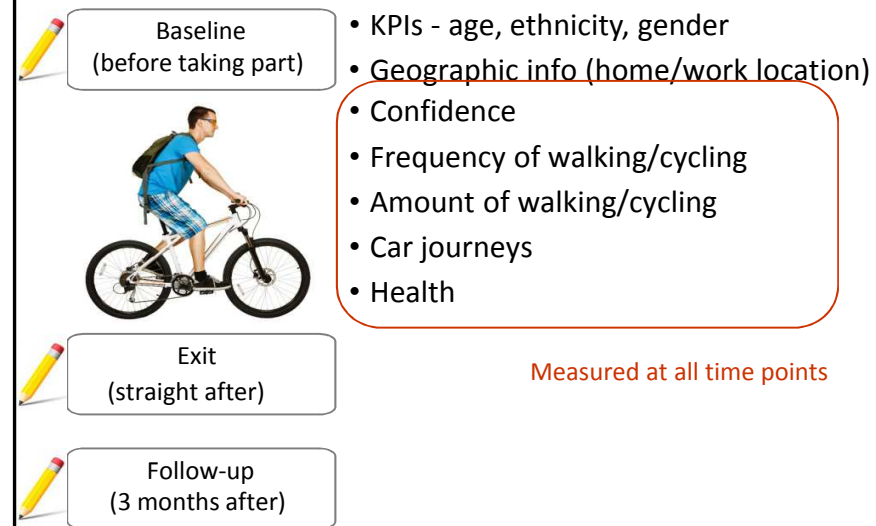 Baseline
(before taking part)
• KPIs - age, ethnicity, gender
• Geographic info (home/work location)
• Confidence
• Frequency of walking/cycling
• Amount of walking/cycling
• Car journeys
• Health
Exit
(straight after)
Measured at all time points
Follow-up
(3 months after)